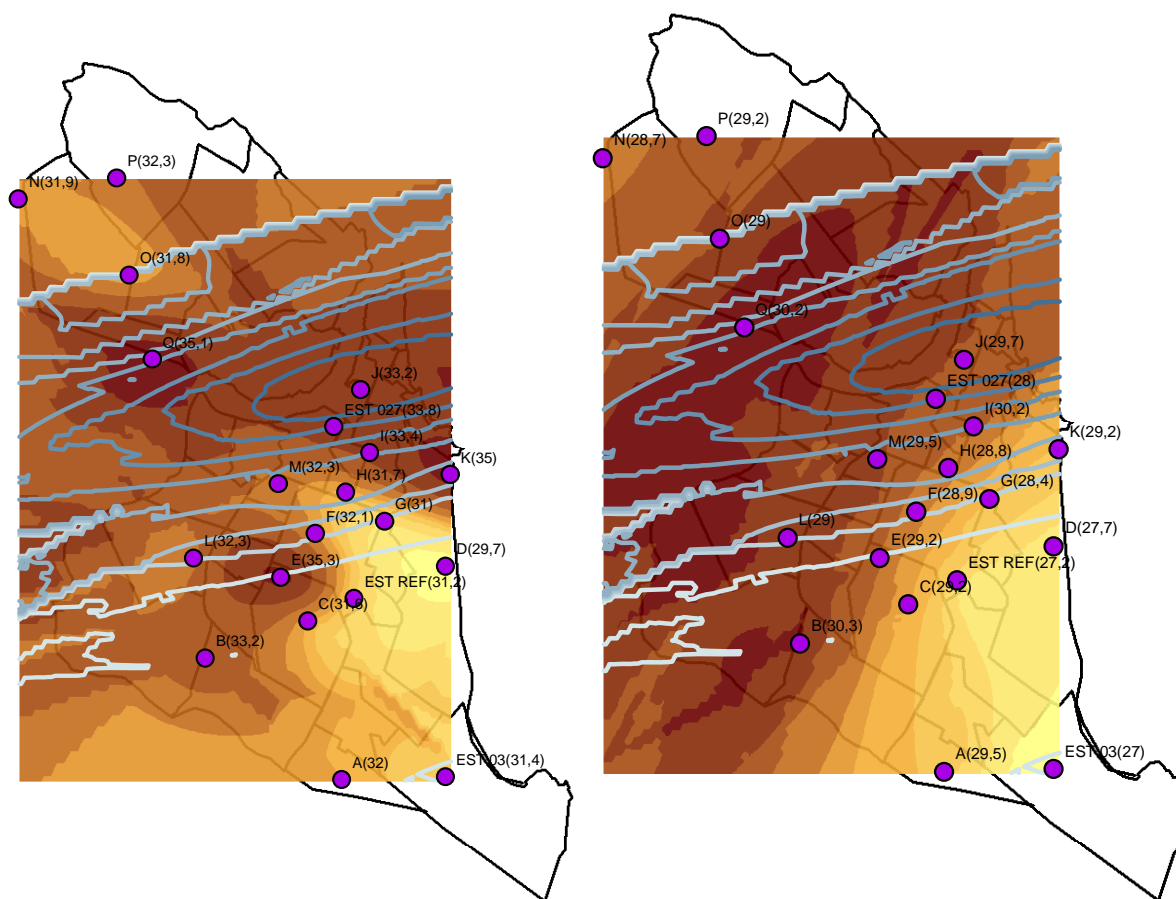 P(32,3)
N(31,9)
O(31,8)
Q(35,1)
J(33,2)
EST 027(33,8)
I(33,4)
K(35)
M(32,3)
H(31,7)
G(31)
F(32,1)
L(32,3)
D(29,7)
E(35,3)
EST REF(31,2)
C(31,6)
B(33,2)
A(32)
EST 03(31,4)
P(29,2)
N(28,7)
O(29)
Q(30,2)
J(29,7)
EST 027(28)
I(30,2)
K(29,2)
M(29,5)
H(28,8)
G(28,4)
F(28,9)
L(29)
D(27,7)
E(29,2)
EST REF(27,2)
C(29,2)
B(30,3)
A(29,5)
EST 03(27)